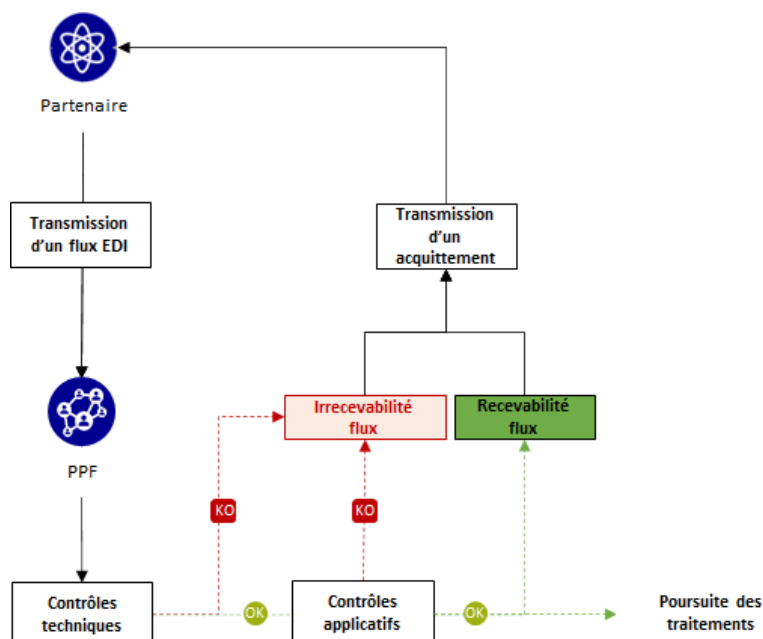 Partenaire
Transmission
d'un flux EDI
Transmission
d'un
acquittement
Irrecevabilité
flux
Recevabilité
flux
PPF
KO
KO
Contrôles
techniques
OK
Contrôles
applicatifs
OK
Poursuite des
traitements